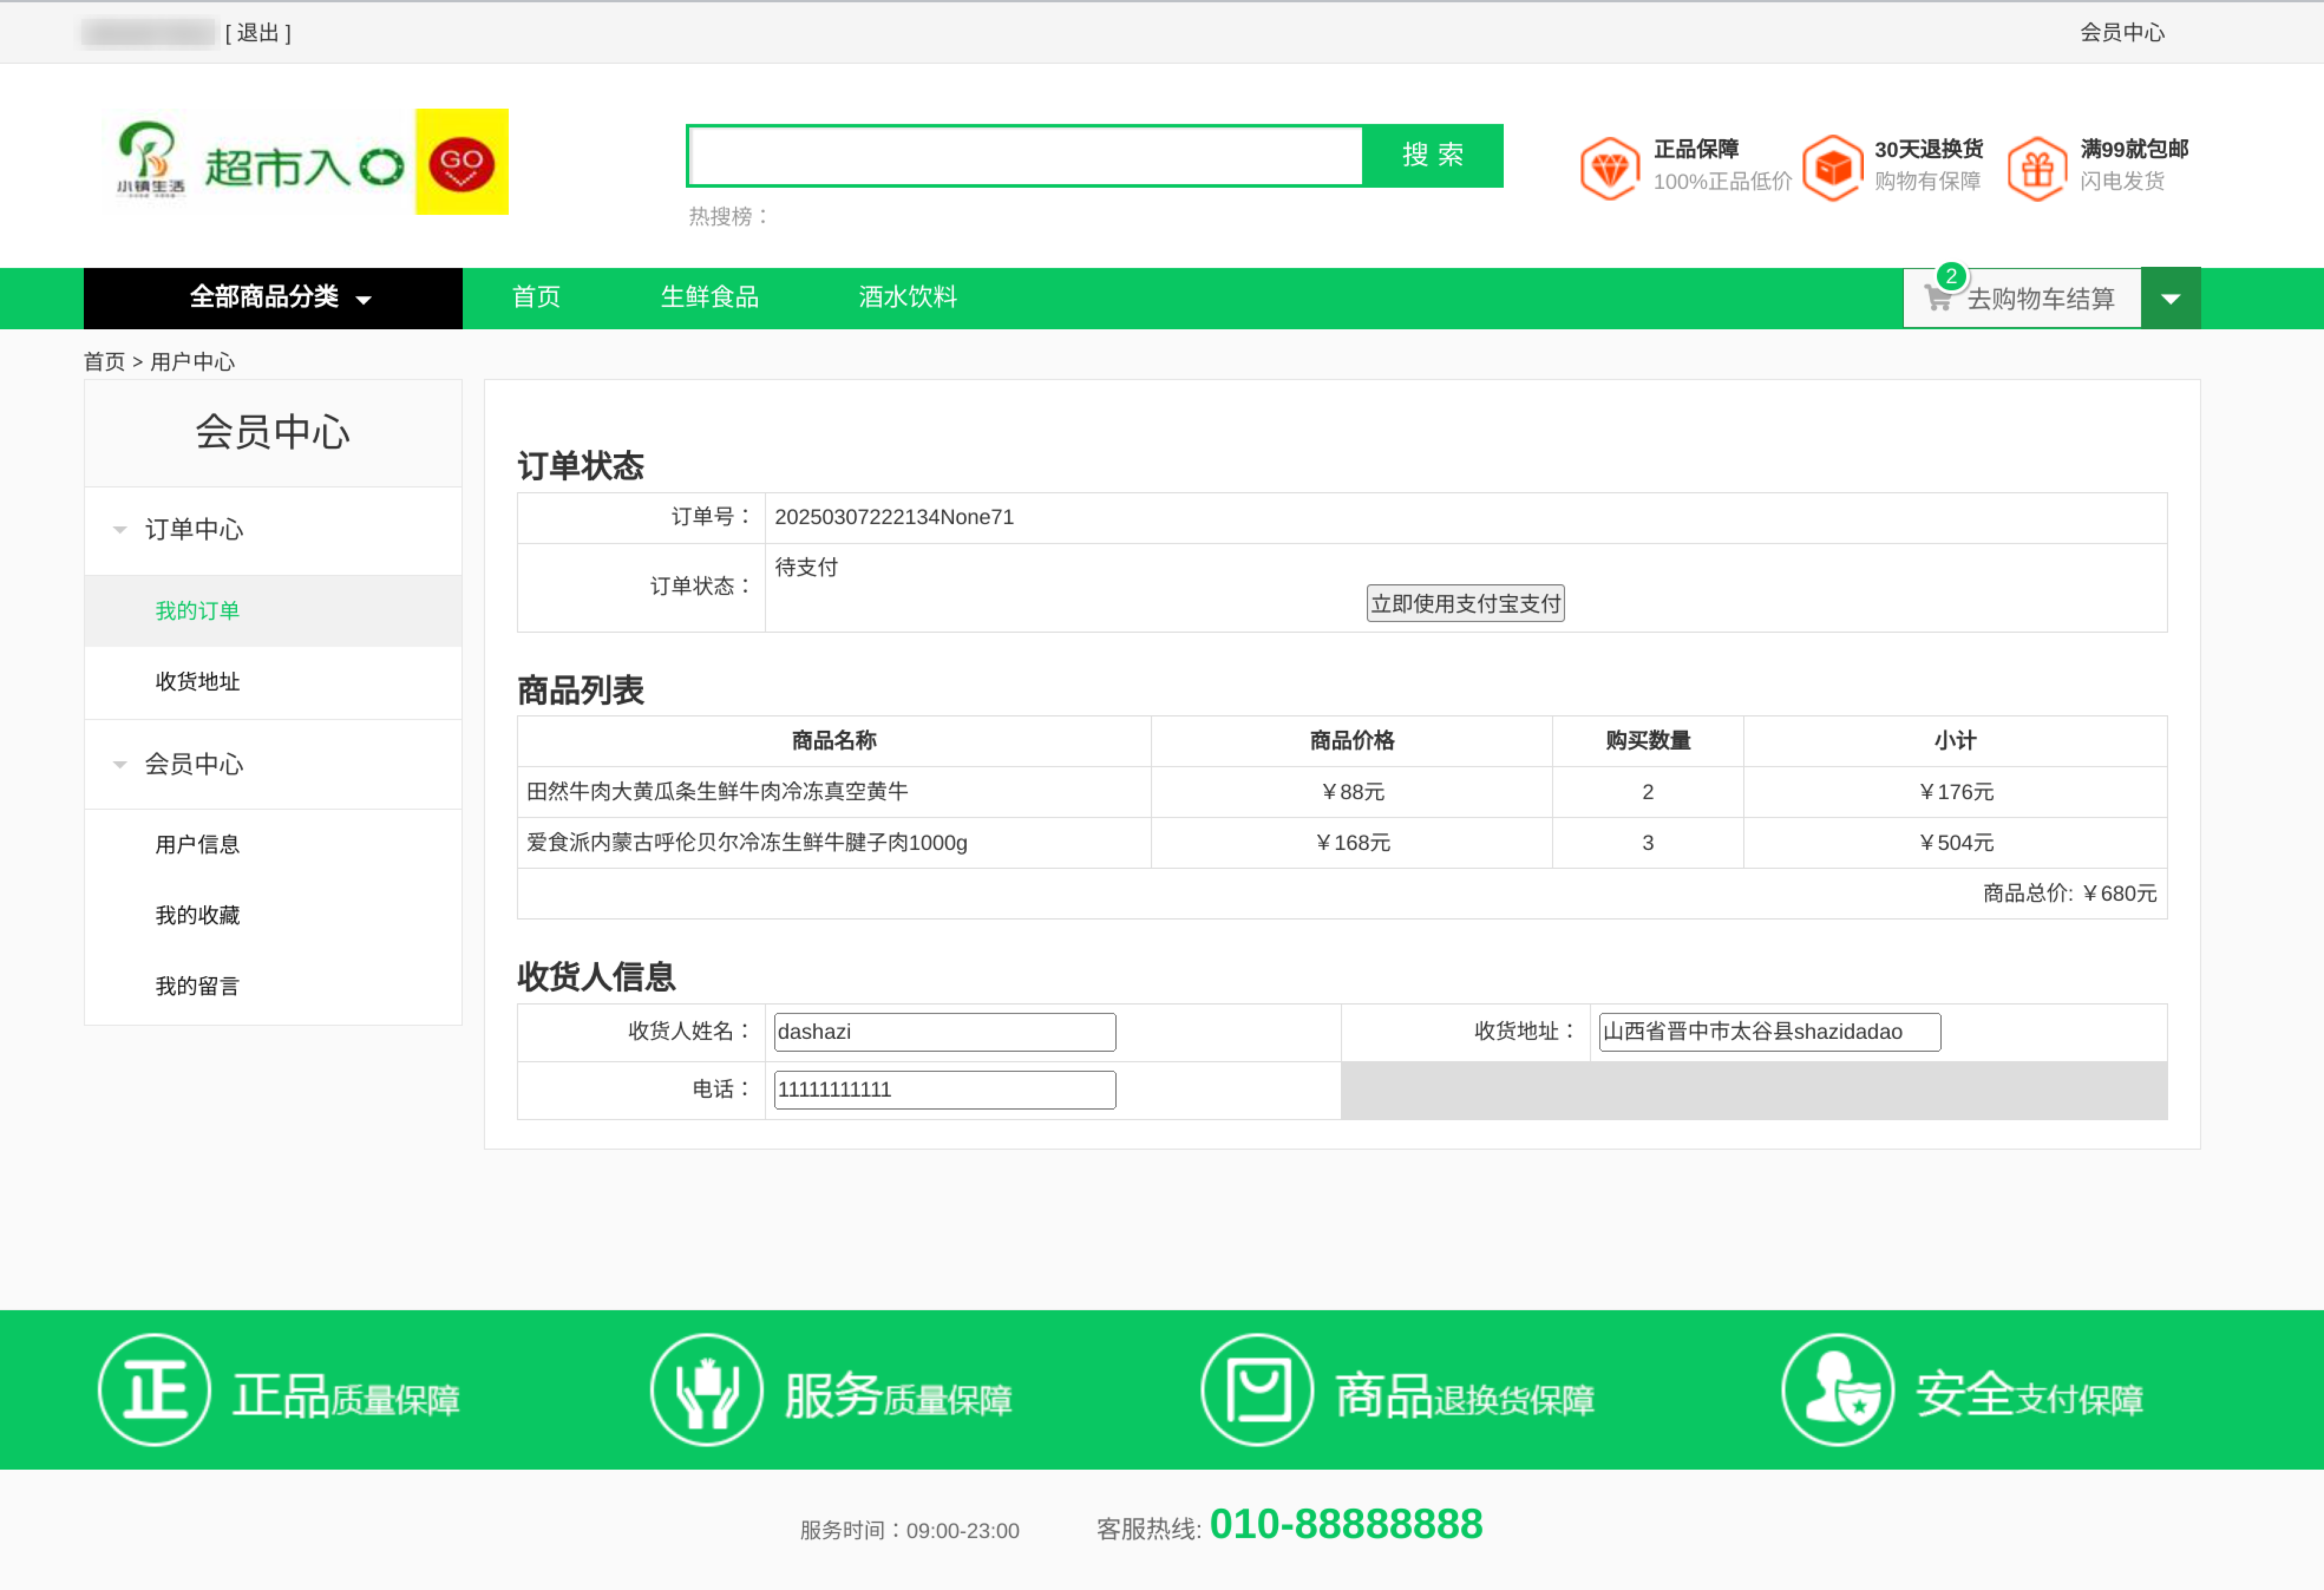 [ 退出 ]
会员中心
小镇生活
超市入
GO
搜 索
热搜榜：
正品保障
100%正品低价
30天退换货
购物有保障
满99就包邮
闪电发货
全部商品分类
首页
生鲜食品
酒水饮料
2
去购物车结算
首页 > 用户中心
会员中心
订单中心
我的订单
收货地址
会员中心
用户信息
我的收藏
我的留言
订单状态
订单号： 20250307222134None71
订单状态： 待支付
立即使用支付宝支付
商品列表
商品名称 商品价格 购买数量 小计
田然牛肉大黄瓜条生鲜牛肉冷冻真空黄牛 ￥88元 2 ￥176元
爱食派内蒙古呼伦贝尔冷冻生鲜牛腱子肉1000g ￥168元 3 ￥504元
商品总价: ￥680元
收货人信息
收货人姓名： dashazi 收货地址： 山西省晋中市太谷县shazidadao
电话： 11111111111
正 正品质量保障
服务质量保障
商品退换货保障
安全支付保障
服务时间：09:00-23:00 客服热线: 010-88888888